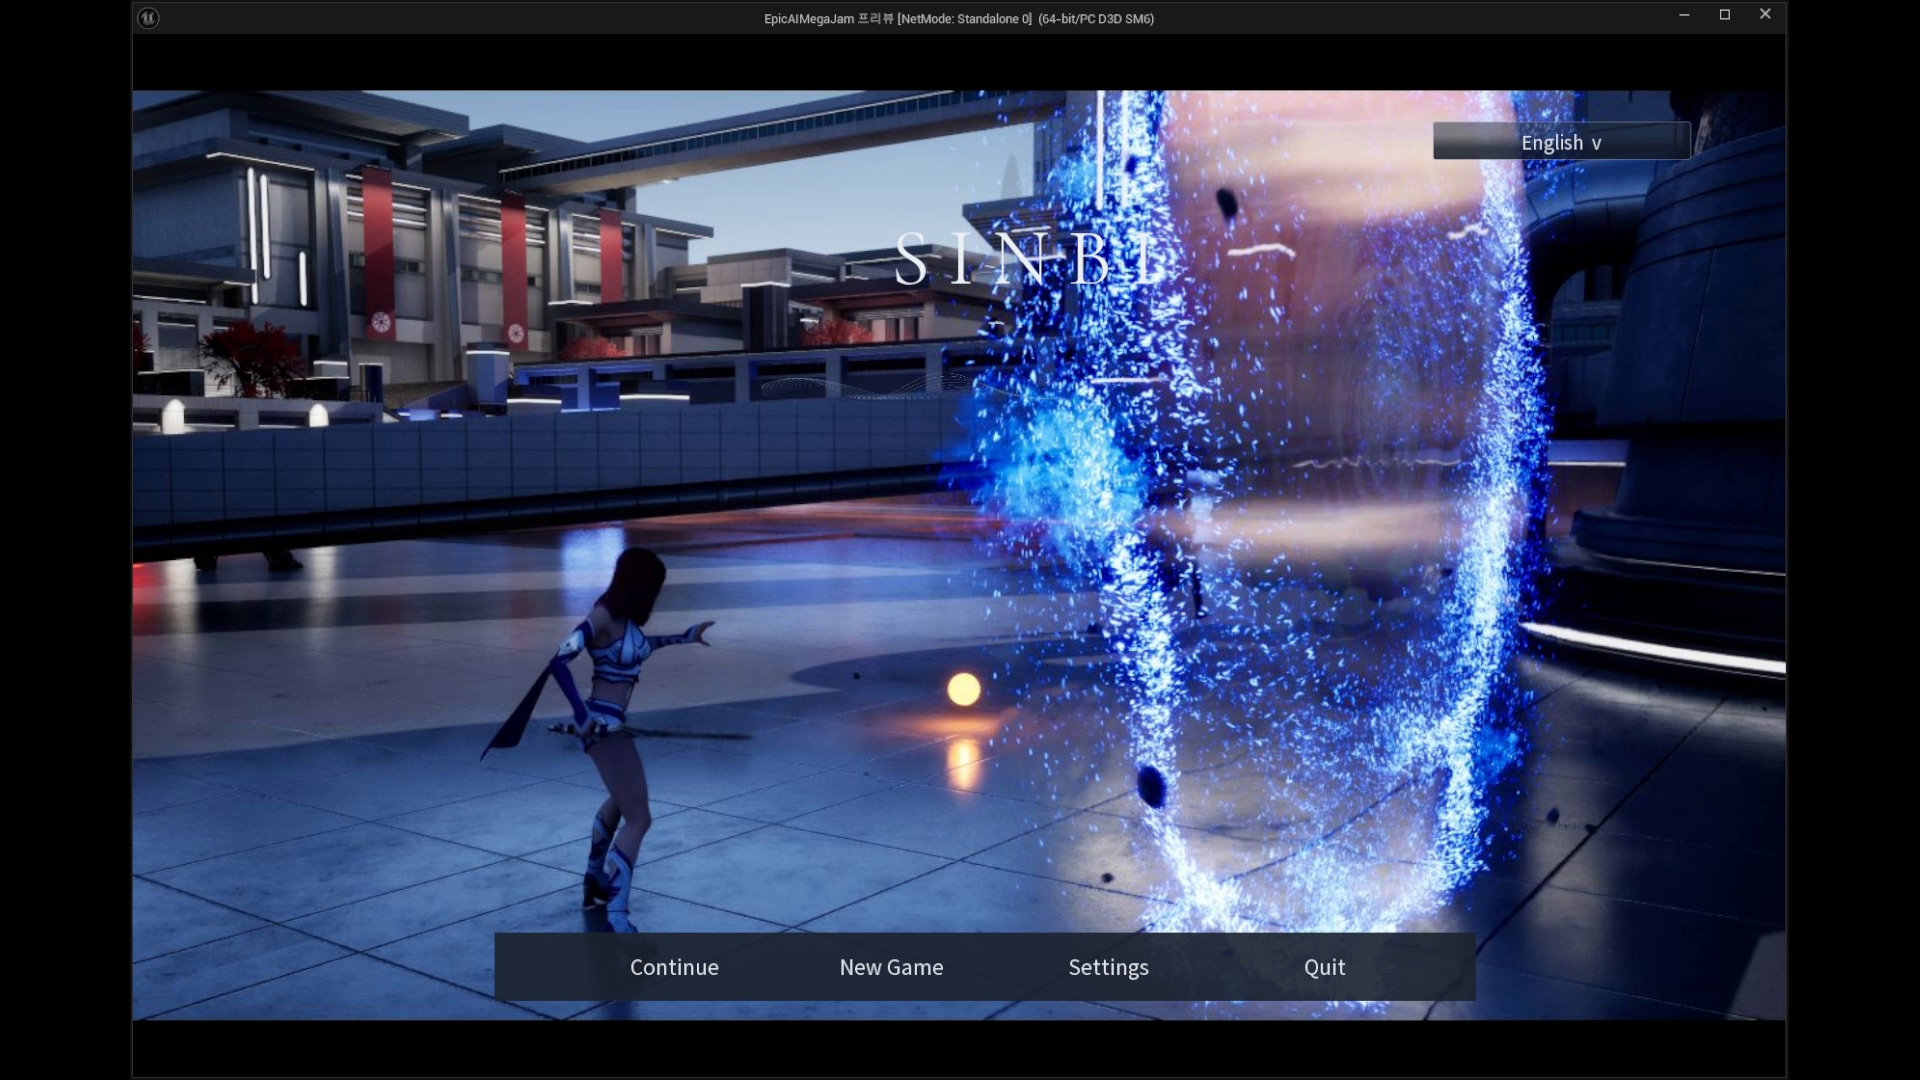 EpicAIMegaJam 프리뷰 [NetMode: Standalone 0] (64-bit/PC D3D SM6)
English v
SINBI
Continue
New Game
Settings
Quit